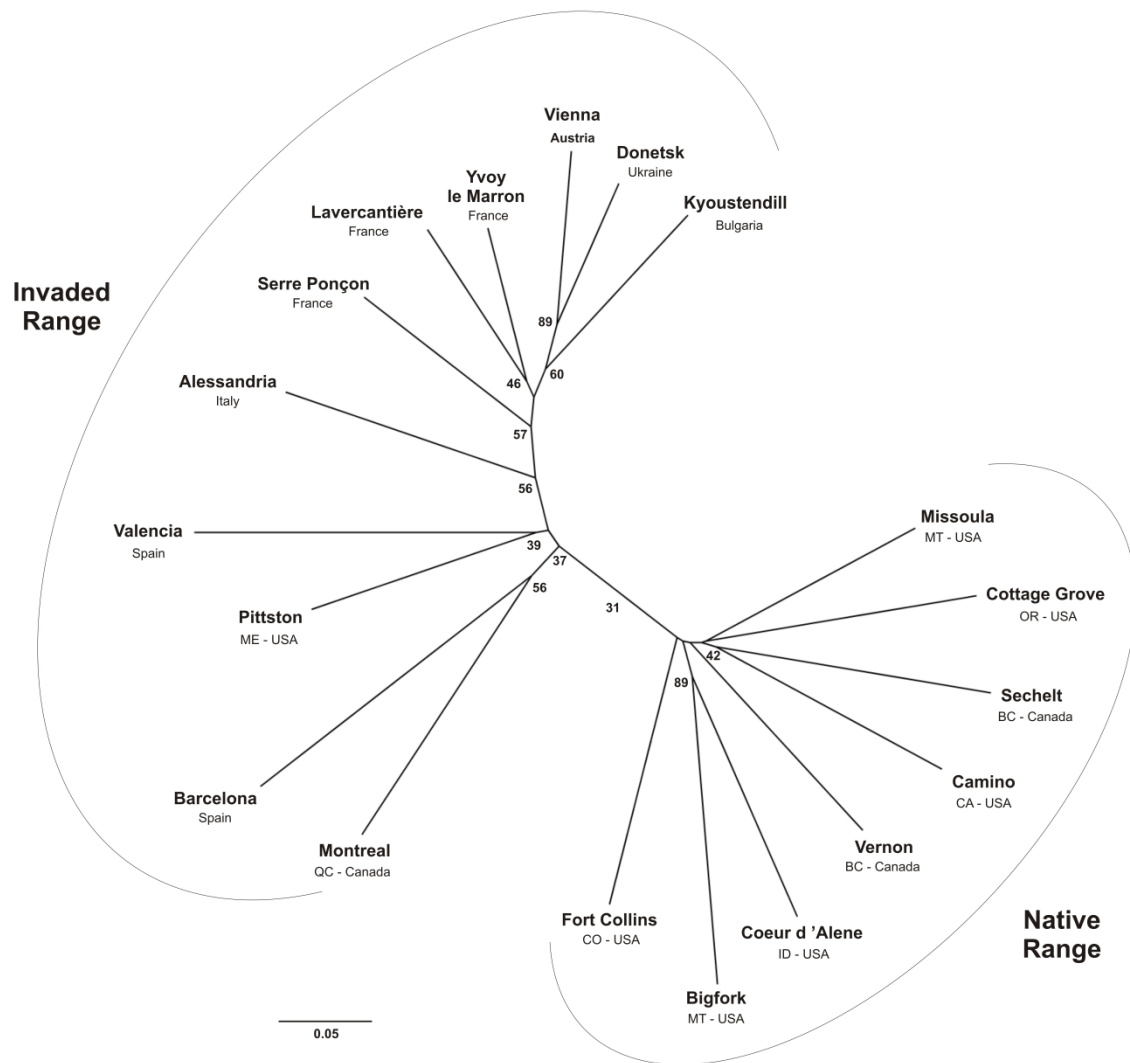 Vienna
Austria
Donetsk
Ukraine
Yvoy
le Marron
France
Kyoustendill
Bulgaria
Lavercantière
France
Serre Ponçon
France
Invaded
Range
89
60
46
Alessandria
Italy
57
56
Valencia
Spain
39
37
56
Pittston
ME - USA
31
Missoula
MT - USA
Cottage Grove
OR - USA
42
89
Sechelt
BC - Canada
Camino
CA - USA
Barcelona
Spain
Montreal
QC - Canada
Vernon
BC - Canada
Fort Collins
CO - USA
Coeur d ’Alene
ID - USA
Native
Range
Bigfork
MT - USA
0.05